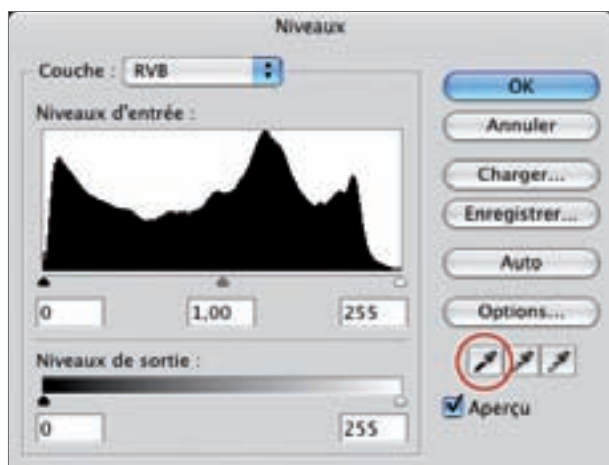 Niveaux
Couche : RVB
OK
Niveaux d'entrée :
Annuler
Charger...
Enregistrer...
Auto
0 1,00 255
Options...
Niveaux de sortie :
Aperçu
0 255